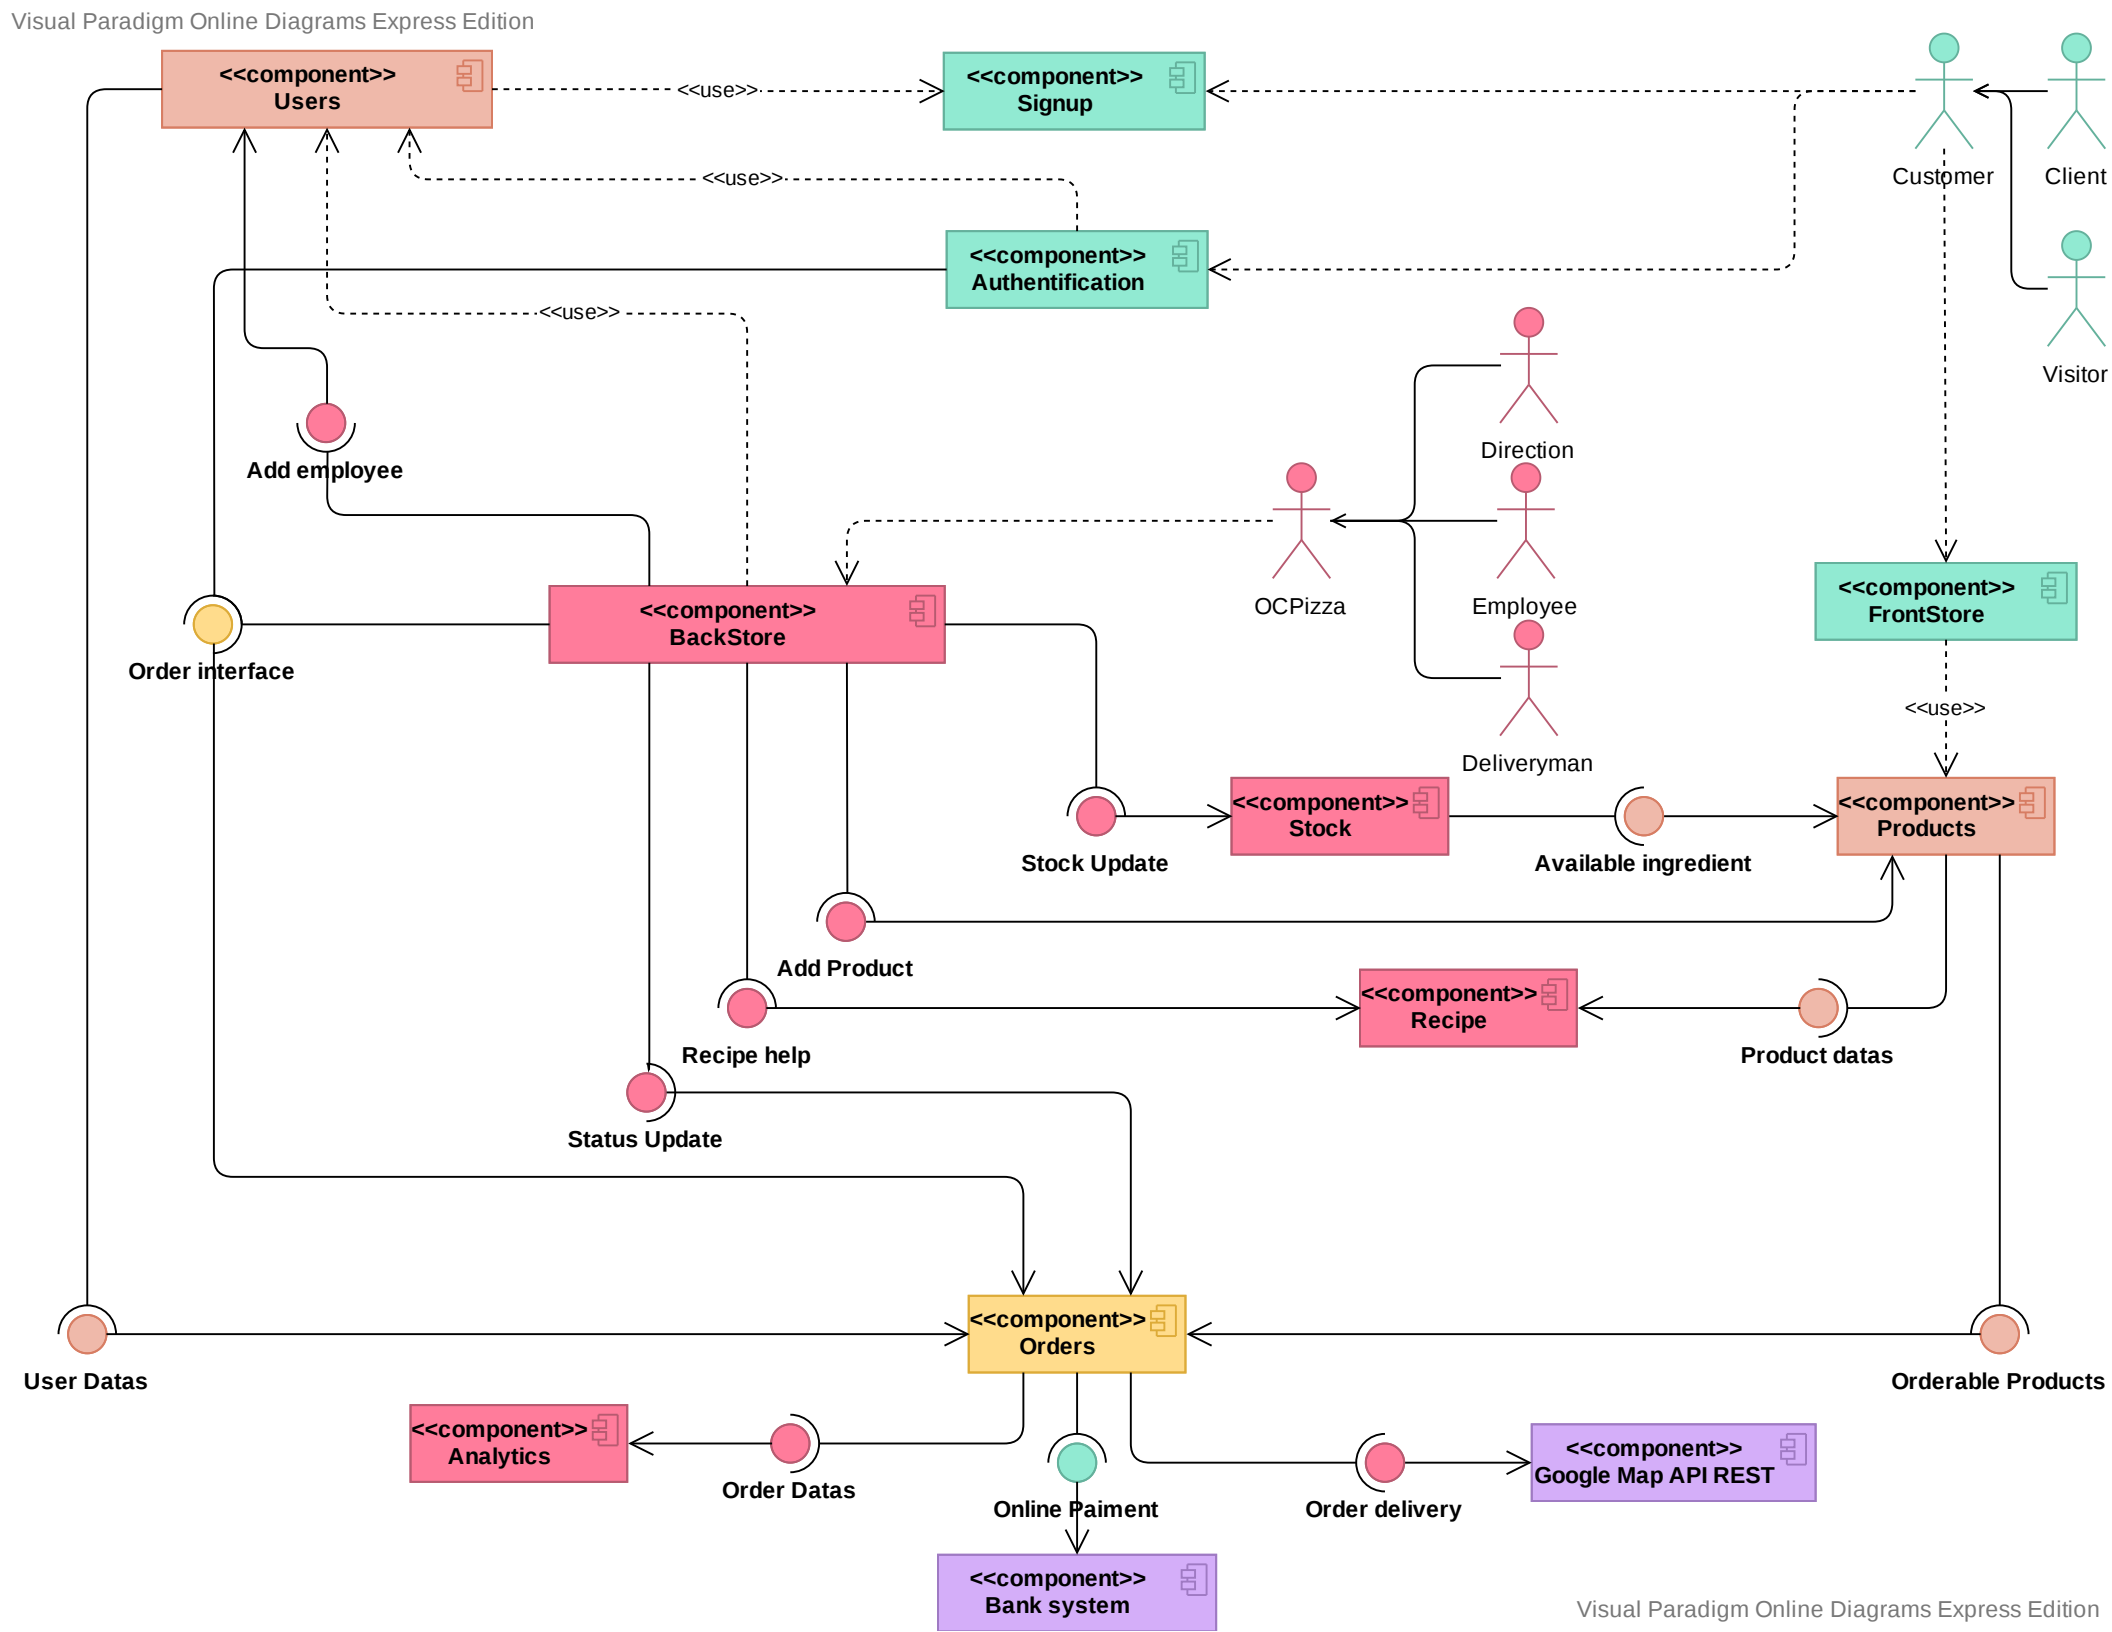 Visual Paradigm Online Diagrams Express Edition
<<component>>
Users
<<use>>
<<component>>
Signup
Customer
Client
<<use>>
<<component>>
Authentification
<<use>>
Visitor
Direction
Add employee
OCPizza
Employee
<<component>>
BackStore
<<component>>
FrontStore
Order interface
<<use>>
Deliveryman
<<component>>
Stock
<<component>>
Products
Stock Update
Available ingredient
Add Product
<<component>>
Recipe
Recipe help
Product datas
Status Update
<<component>>
Orders
User Datas
Orderable Products
<<component>>
Analytics
Order Datas
Online Paiment
Order delivery
<<component>>
Google Map API REST
<<component>>
Bank system
Visual Paradigm Online Diagrams Express Edition